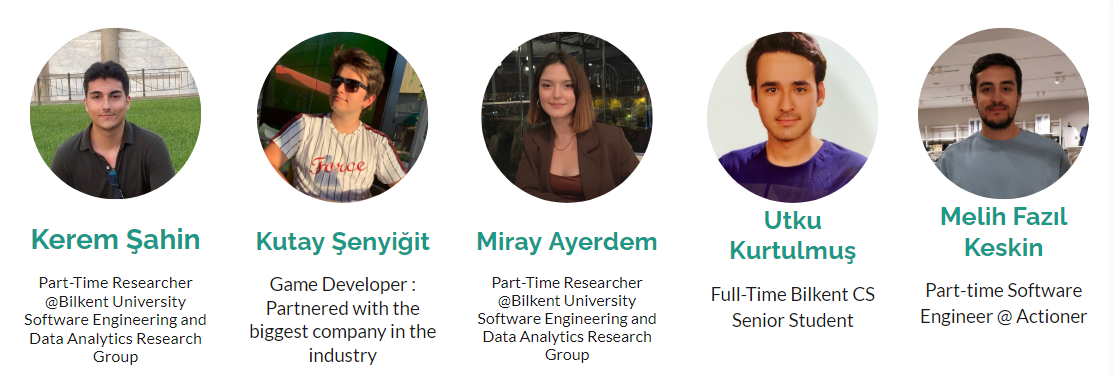 Force
Kerem Şahin
Part-Time Researcher
@Bilkent University
Software Engineering and
Data Analytics Research
Group
Kutay Şenyiğit
Game Developer :
Partnered with the
biggest company in the
industry
Miray Ayerdem
Part-Time Researcher
@Bilkent University
Software Engineering and
Data Analytics Research
Group
Utku
Kurtulmuş
Full-Time Bilkent CS
Senior Student
Melih Fazıl
Keskin
Part-time Software
Engineer @ Actioner